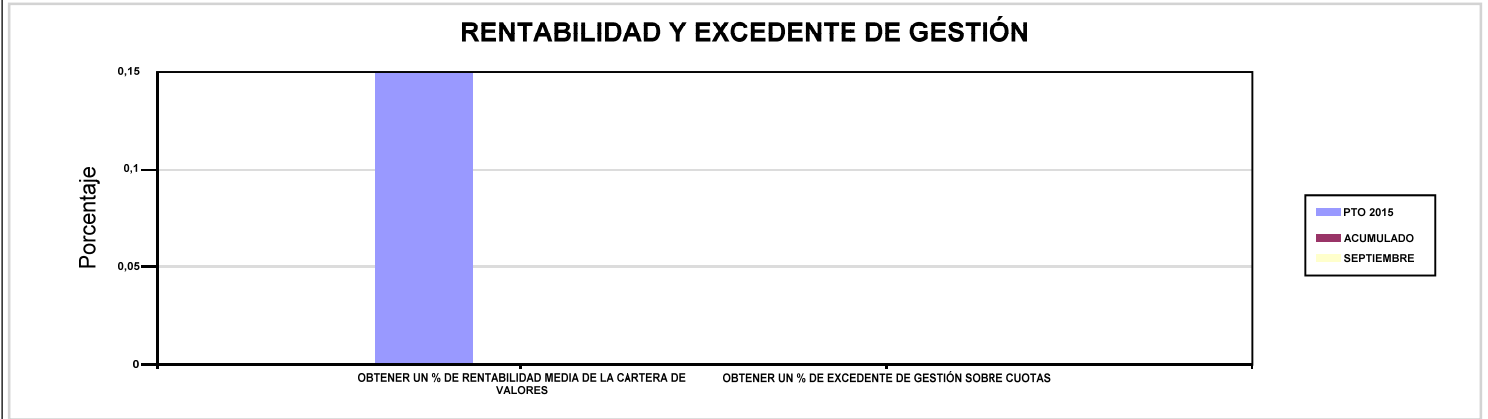 RENTABILIDAD Y EXCEDENTE DE GESTIÓN
0,15
0,1
0,05
0
Porcentaje
OBTENER UN % DE RENTABILIDAD MEDIA DE LA CARTERA DE
VALORES
OBTENER UN % DE EXCEDENTE DE GESTIÓN SOBRE CUOTAS
PTO 2015
ACUMULADO
SEPTIEMBRE